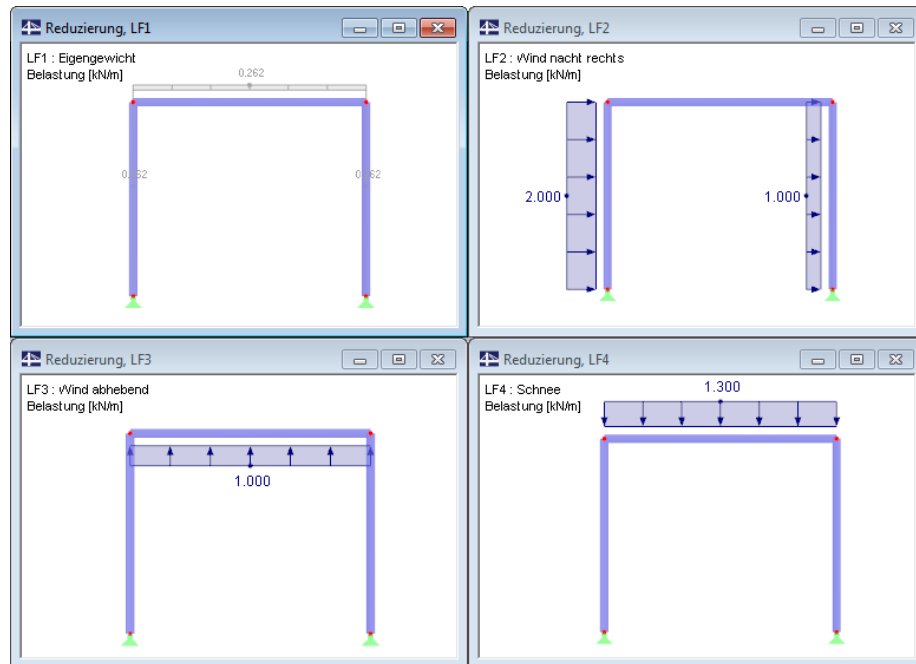 Reduzierung, LF1
LF1 : Eigengewicht
Belastung [kN/m]
0.262
0.262
0.262
Reduzierung, LF2
LF2 : Wind nacht rechts
Belastung [kN/m]
2.000
1.000
Reduzierung, LF3
LF3 : Wind abhebend
Belastung [kN/m]
1.000
Reduzierung, LF4
LF4 : Schnee
Belastung [kN/m]
1.300